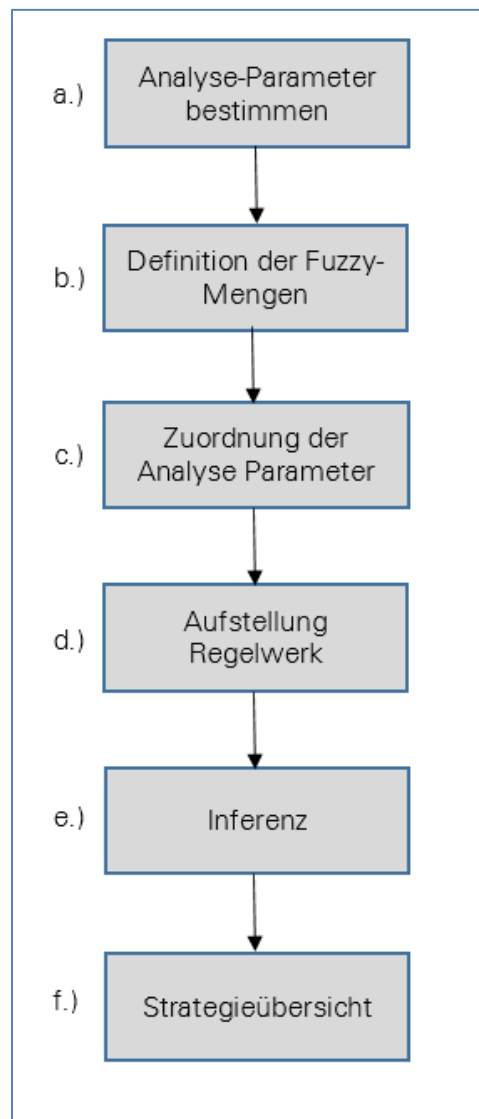 a.)
Analyse-Parameter
bestimmen
b.)
Definition der Fuzzy-
Mengen
c.)
Zuordnung der
Analyse Parameter
d.)
Aufstellung
Regelwerk
e.)
Inferenz
f.)
Strategieübersicht